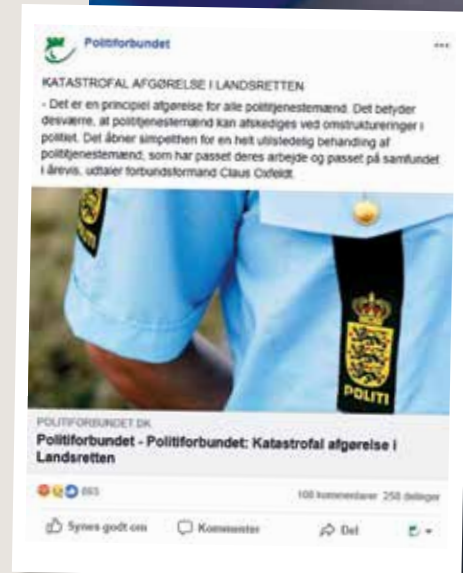 Politiforbundet
KATASTROFAL AFGØRELSE I LANDSRETTEN
- Det er en principiel afgørelse for alle polititjenestemænd. Det betyder
desværre, at polititjenestemænd kan afskediges ved omstruktureringer i
politiet. Det åbner simpelthen for en helt utilstedelig behandling af
polititjenestemænd, som har passet deres arbejde og passet på samfundet
i årevis, udtaler forbundsformand Claus Oxfeldt.
POLITI
POLITIFORBUNDET.DK
Politiforbundet - Politiforbundet: Katastrofal afgørelse i
Landsretten
108 kommentarer 258 delinger
Synes godt om Kommenter Del